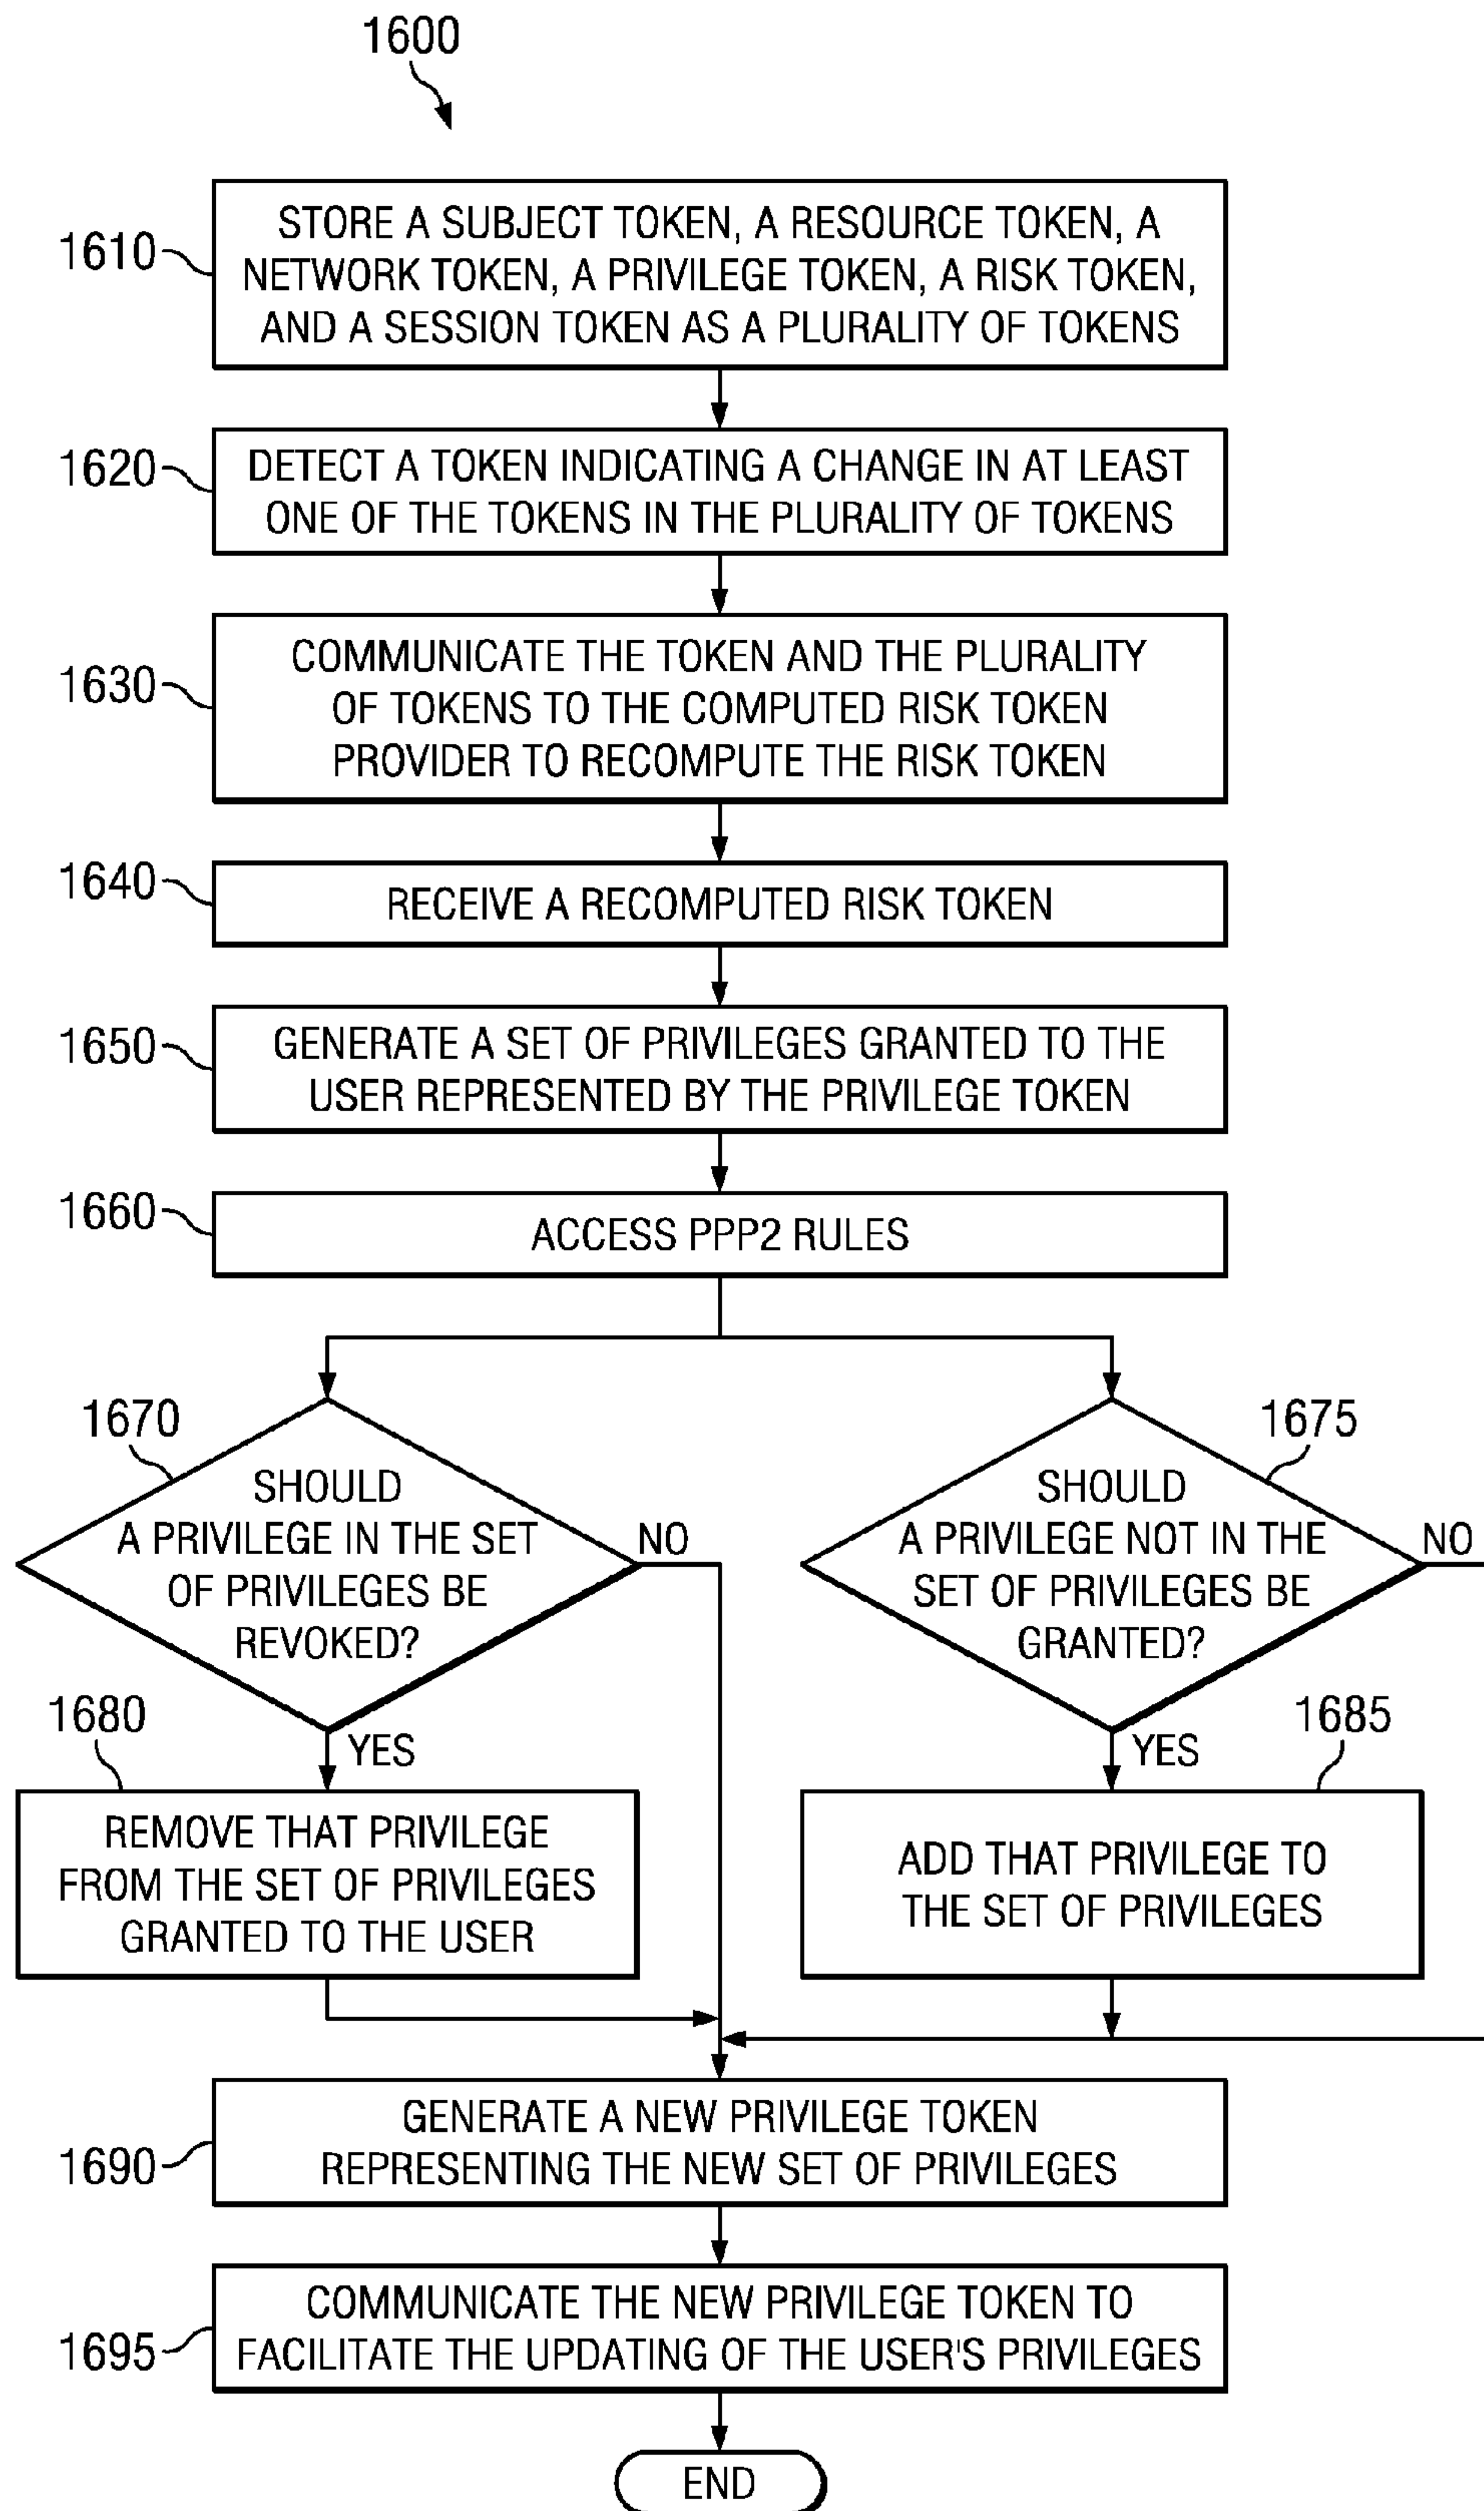 1600
1610
STORE A SUBJECT TOKEN, A RESOURCE TOKEN, A
NETWORK TOKEN, A PRIVILEGE TOKEN, A RISK TOKEN,
AND A SESSION TOKEN AS A PLURALITY OF TOKENS
1620
DETECT A TOKEN INDICATING A CHANGE IN AT LEAST
ONE OF THE TOKENS IN THE PLURALITY OF TOKENS
1630
COMMUNICATE THE TOKEN AND THE PLURALITY
OF TOKENS TO THE COMPUTED RISK TOKEN
PROVIDER TO RECOMPUTE THE RISK TOKEN
1640
RECEIVE A RECOMPUTED RISK TOKEN
1650
GENERATE A SET OF PRIVILEGES GRANTED TO THE
USER REPRESENTED BY THE PRIVILEGE TOKEN
1660
ACCESS PPP2 RULES
1670
SHOULD
A PRIVILEGE IN THE SET
OF PRIVILEGES BE
REVOKED?
NO
YES
1675
SHOULD
A PRIVILEGE NOT IN THE
SET OF PRIVILEGES BE
GRANTED?
NO
YES
1680
REMOVE THAT PRIVILEGE
FROM THE SET OF PRIVILEGES
GRANTED TO THE USER
1685
ADD THAT PRIVILEGE TO
THE SET OF PRIVILEGES
1690
GENERATE A NEW PRIVILEGE TOKEN
REPRESENTING THE NEW SET OF PRIVILEGES
1695
COMMUNICATE THE NEW PRIVILEGE TOKEN TO
FACILITATE THE UPDATING OF THE USER'S PRIVILEGES
END